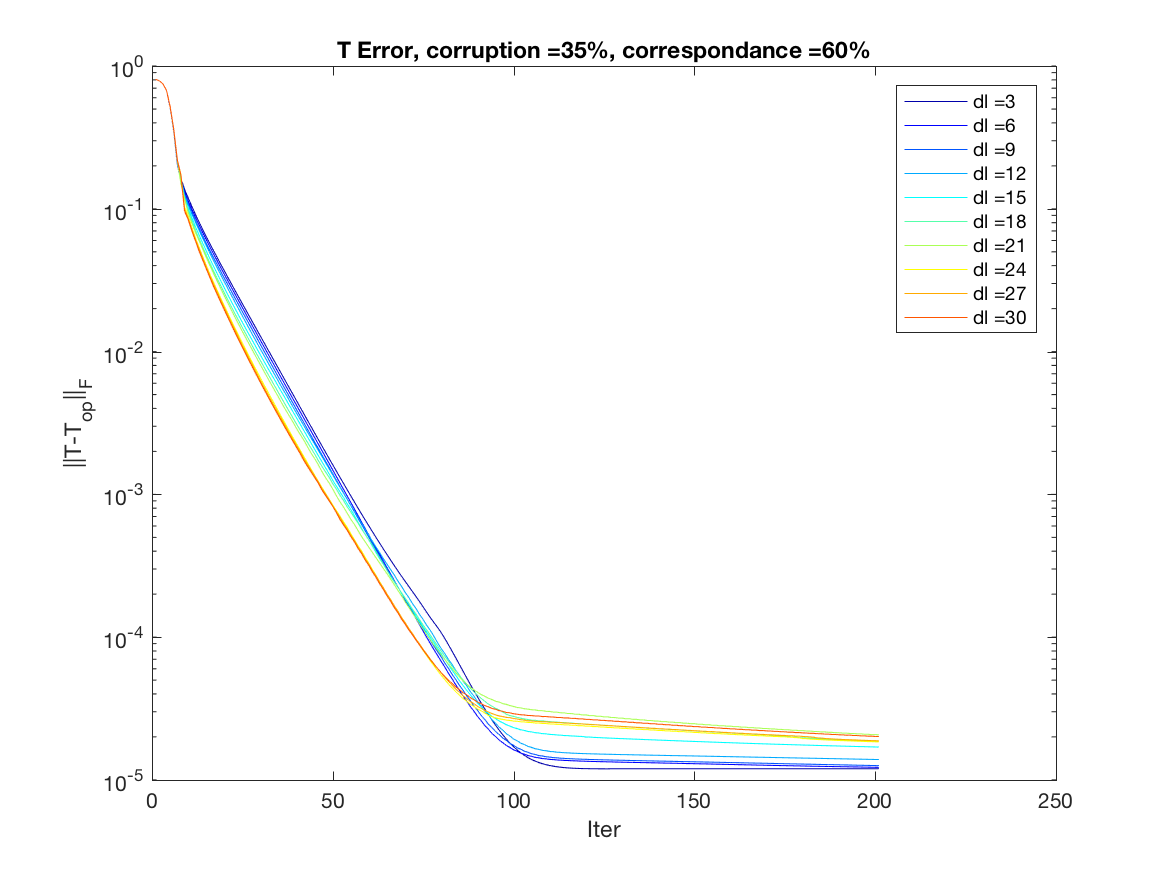 T Error, corruption =35%, correspondance =60%
10^0
10^-1
10^-2
10^-3
10^-4
10^-5
||T-T_op||_F
0
50
100
150
200
250
Iter
dl =3
dl =6
dl =9
dl =12
dl =15
dl =18
dl =21
dl =24
dl =27
dl =30